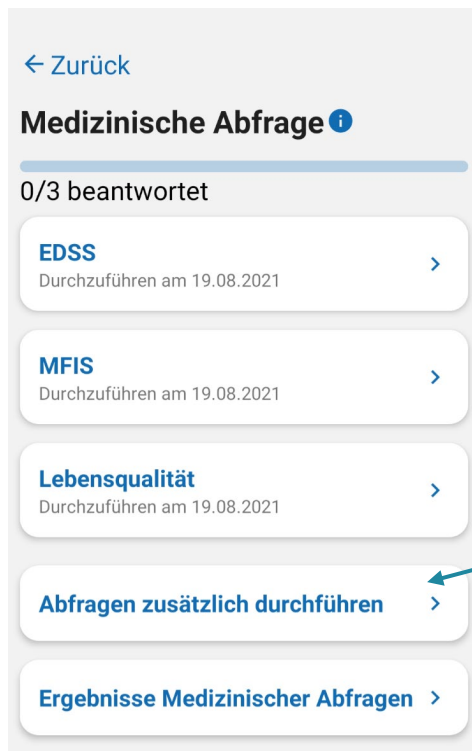 ← Zurück
Medizinische Abfrage
0/3 beantwortet
EDSS
Durchzuführen am 19.08.2021
MFIS
Durchzuführen am 19.08.2021
Lebensqualität
Durchzuführen am 19.08.2021
Abfragen zusätzlich durchführen
Ergebnisse Medizinischer Abfragen